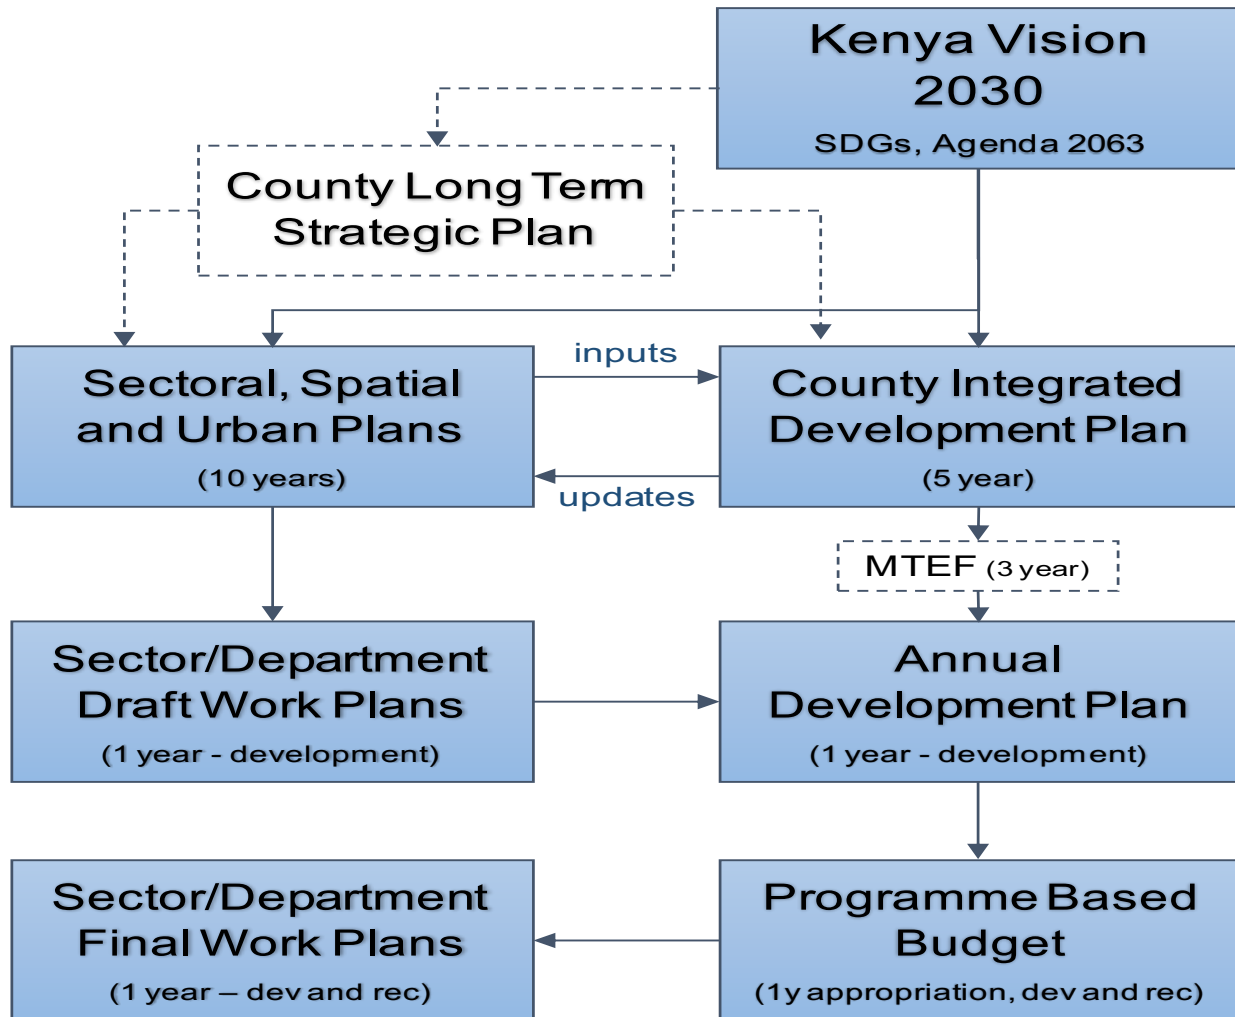 Kenya Vision
2030
SDGs, Agenda 2063
County Long Term
Strategic Plan
Sectoral, Spatial
and Urban Plans
(10 years)
inputs
updates
County Integrated
Development Plan
(5 year)
MTEF (3 year)
Sector/Department
Draft Work Plans
(1 year - development)
Annual
Development Plan
(1 year - development)
Sector/Department
Final Work Plans
(1 year – dev and rec)
Programme Based
Budget
(1y appropriation, dev and rec)